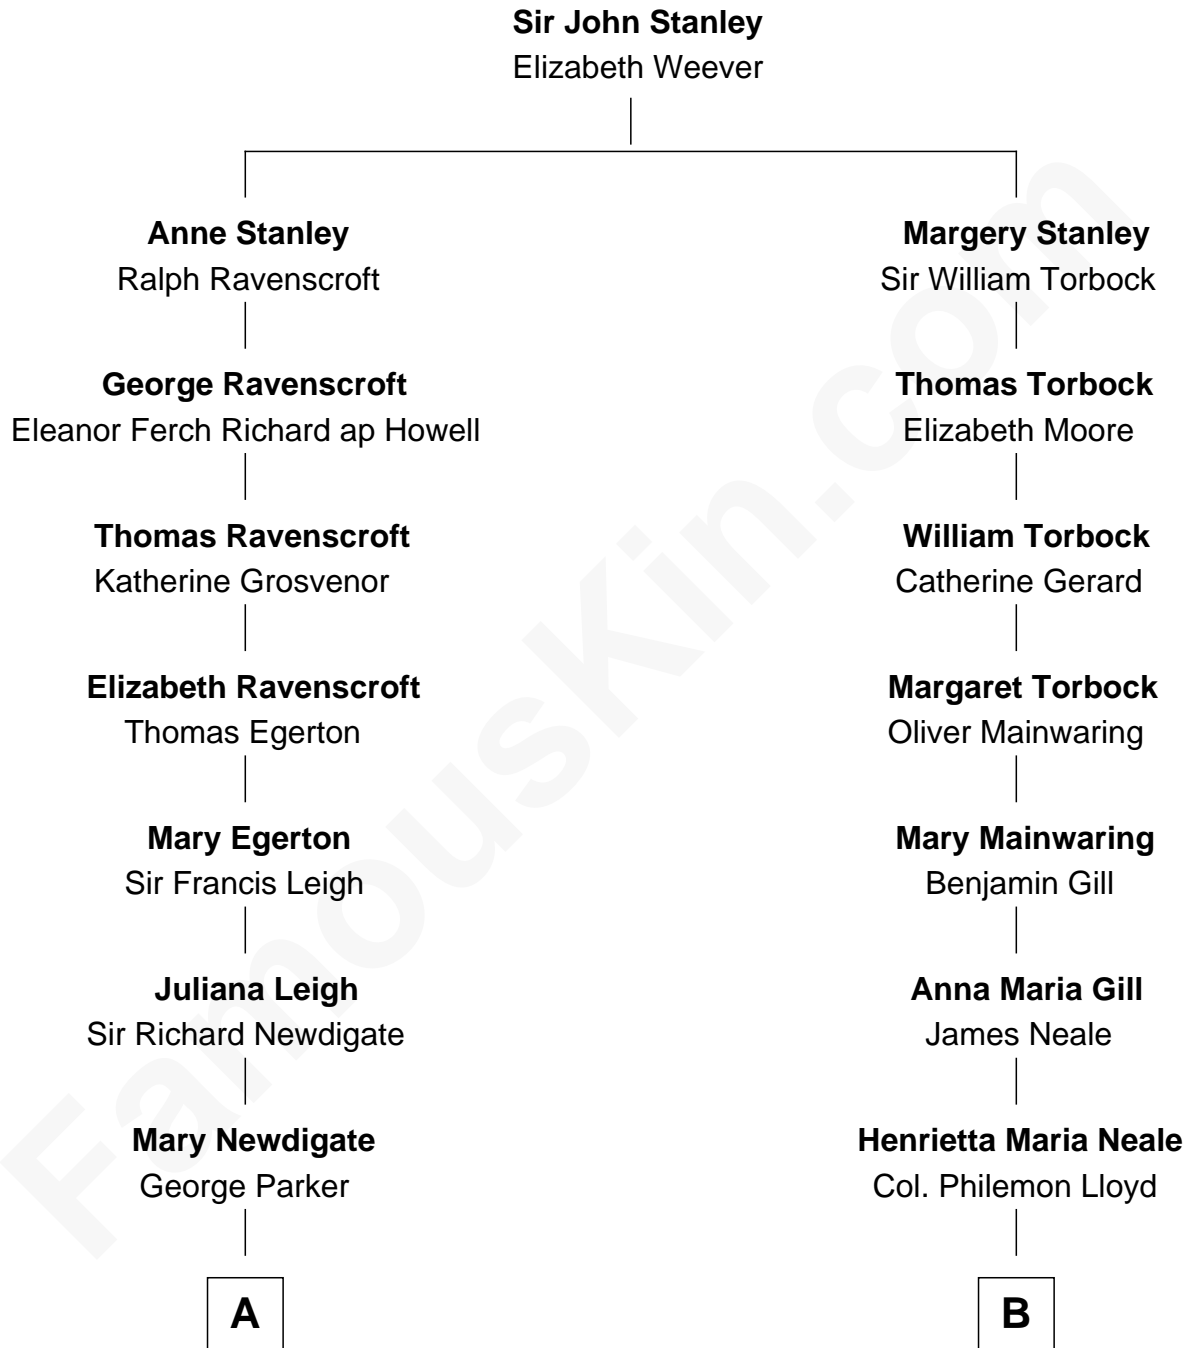 Sir John Stanley
Elizabeth Weever
Anne Stanley
Ralph Ravenscroft
George Ravenscroft
Eleanor Ferch Richard ap Howell
Thomas Ravenscroft
Katherine Grosvenor
Elizabeth Ravenscroft
Thomas Egerton
Mary Egerton
Sir Francis Leigh
Juliana Leigh
Sir Richard Newdigate
Mary Newdigate
George Parker
A
Margery Stanley
Sir William Torbock
Thomas Torbock
Elizabeth Moore
William Torbock
Catherine Gerard
Margaret Torbock
Oliver Mainwaring
Mary Mainwaring
Benjamin Gill
Anna Maria Gill
James Neale
Henrietta Maria Neale
Col. Philemon Lloyd
B
FamousKin.com